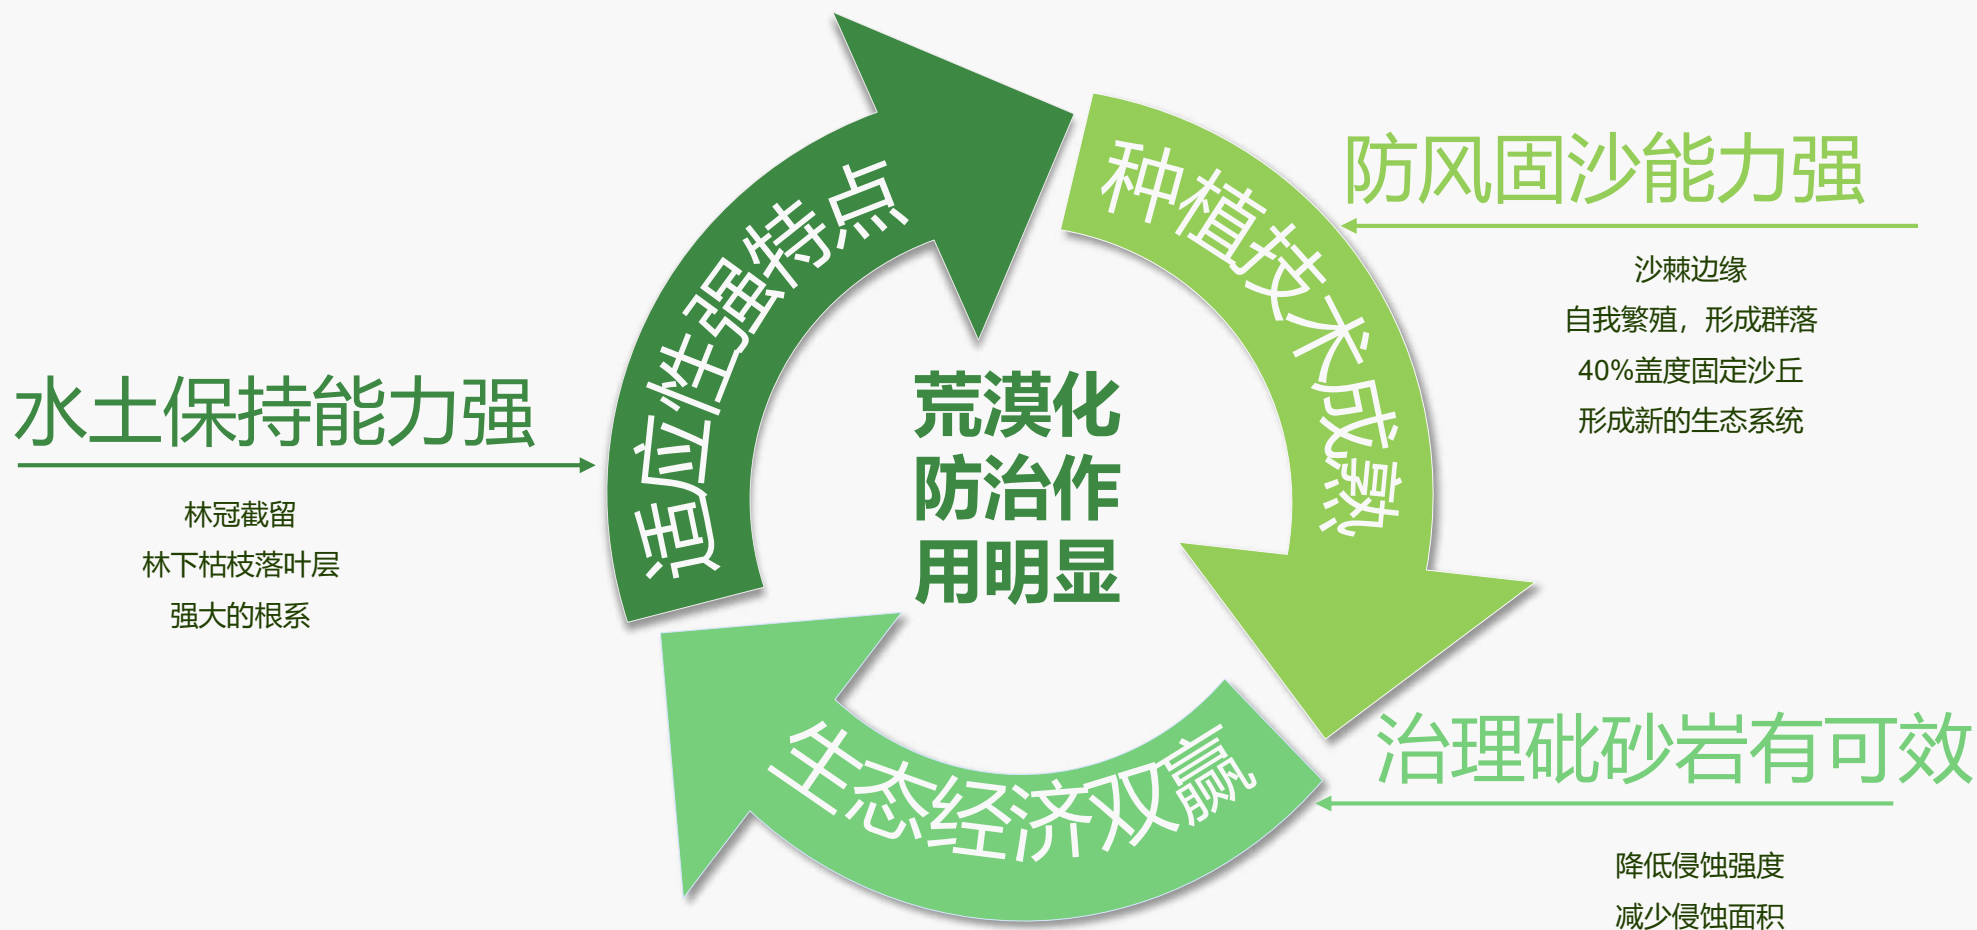 水土保持能力强
林冠截留
林下枯枝落叶层
强大的根系
适应性强特点
种植技术成熟
生态经济双赢
荒漠化
防治作
用明显
防风固沙能力强
沙棘边缘
自我繁殖，形成群落
40%盖度固定沙丘
形成新的生态系统
治理砒砂岩有可效
降低侵蚀强度
减少侵蚀面积